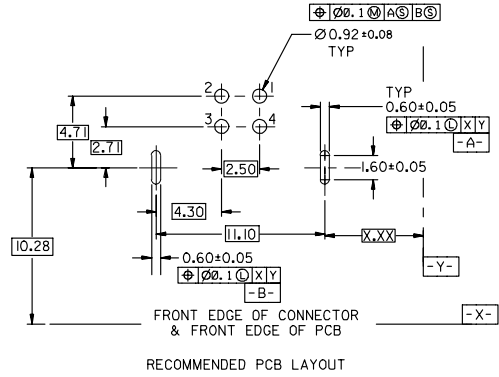 ⌖ Ø0.1 Ⓜ A Ⓢ B Ⓢ
Ø0.92±0.08
TYP
2 1
3 4
TYP
0.60±0.05
⌖ Ø0.1 Ⓛ X Y
-A-
4.71
2.71
2.50
1.60±0.05
4.30
11.10
X.XX
10.28
0.60±0.05
⌖ Ø0.1 Ⓛ X Y
-B-
-Y-
-X-
FRONT EDGE OF CONNECTOR
& FRONT EDGE OF PCB
RECOMMENDED PCB LAYOUT